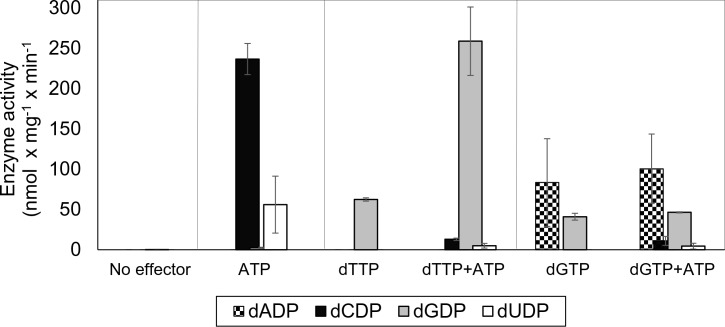 Enzyme activity
(nmol x mg-1 x min-1)
300
250
200
150
100
50
0
No effector ATP dTTP dTTP+ATP dGTP dGTP+ATP
dADP dCDP dGDP dUDP